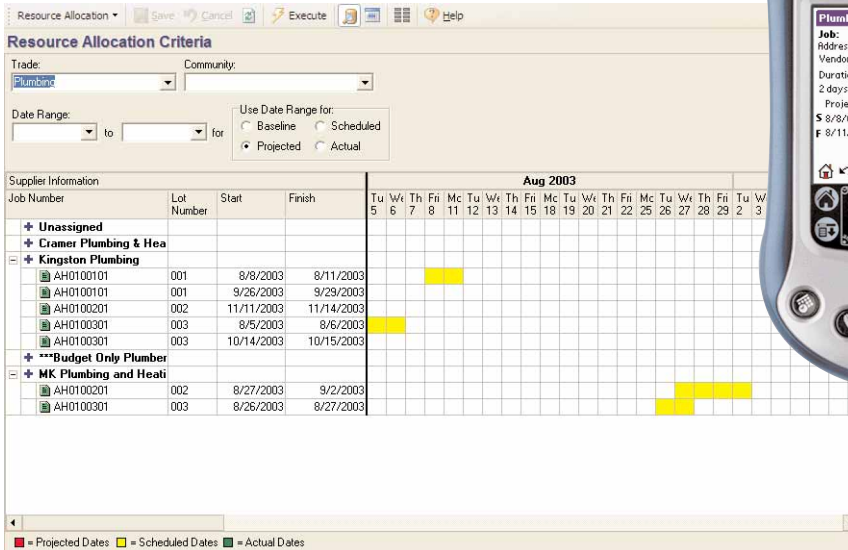 Resource Allocation Save Cancel Execute Help
Resource Allocation Criteria
Trade: Community:
Plumbing
Date Range: Use Date Range for:
to for Baseline Scheduled
Projected Actual
Supplier Information Aug 2003
Job Number Lot Number Start Finish Tu We Th Fri Mo Tu We Th Fri Mo Tu We Th Fri Mo Tu We Th Fri Tu W
5 6 7 8 11 12 13 14 15 18 19 20 21 22 25 26 27 28 29 2 3
Unassigned
Cramer Plumbing & Hea
Kingston Plumbing
AH0100101 001 8/8/2003 8/11/2003
AH0100101 001 9/26/2003 9/29/2003
AH0100201 002 11/11/2003 11/14/2003
AH0100301 003 8/5/2003 8/6/2003
AH0100301 003 10/14/2003 10/15/2003
***Budget Only Plumber
MK Plumbing and Heati
AH0100201 002 8/27/2003 9/2/2003
AH0100301 003 8/26/2003 8/27/2003
= Projected Dates = Scheduled Dates = Actual Dates
Plumb
Job:
Addres
Vendor
Durati
2 days
Proje
S 8/8/
F 8/11/